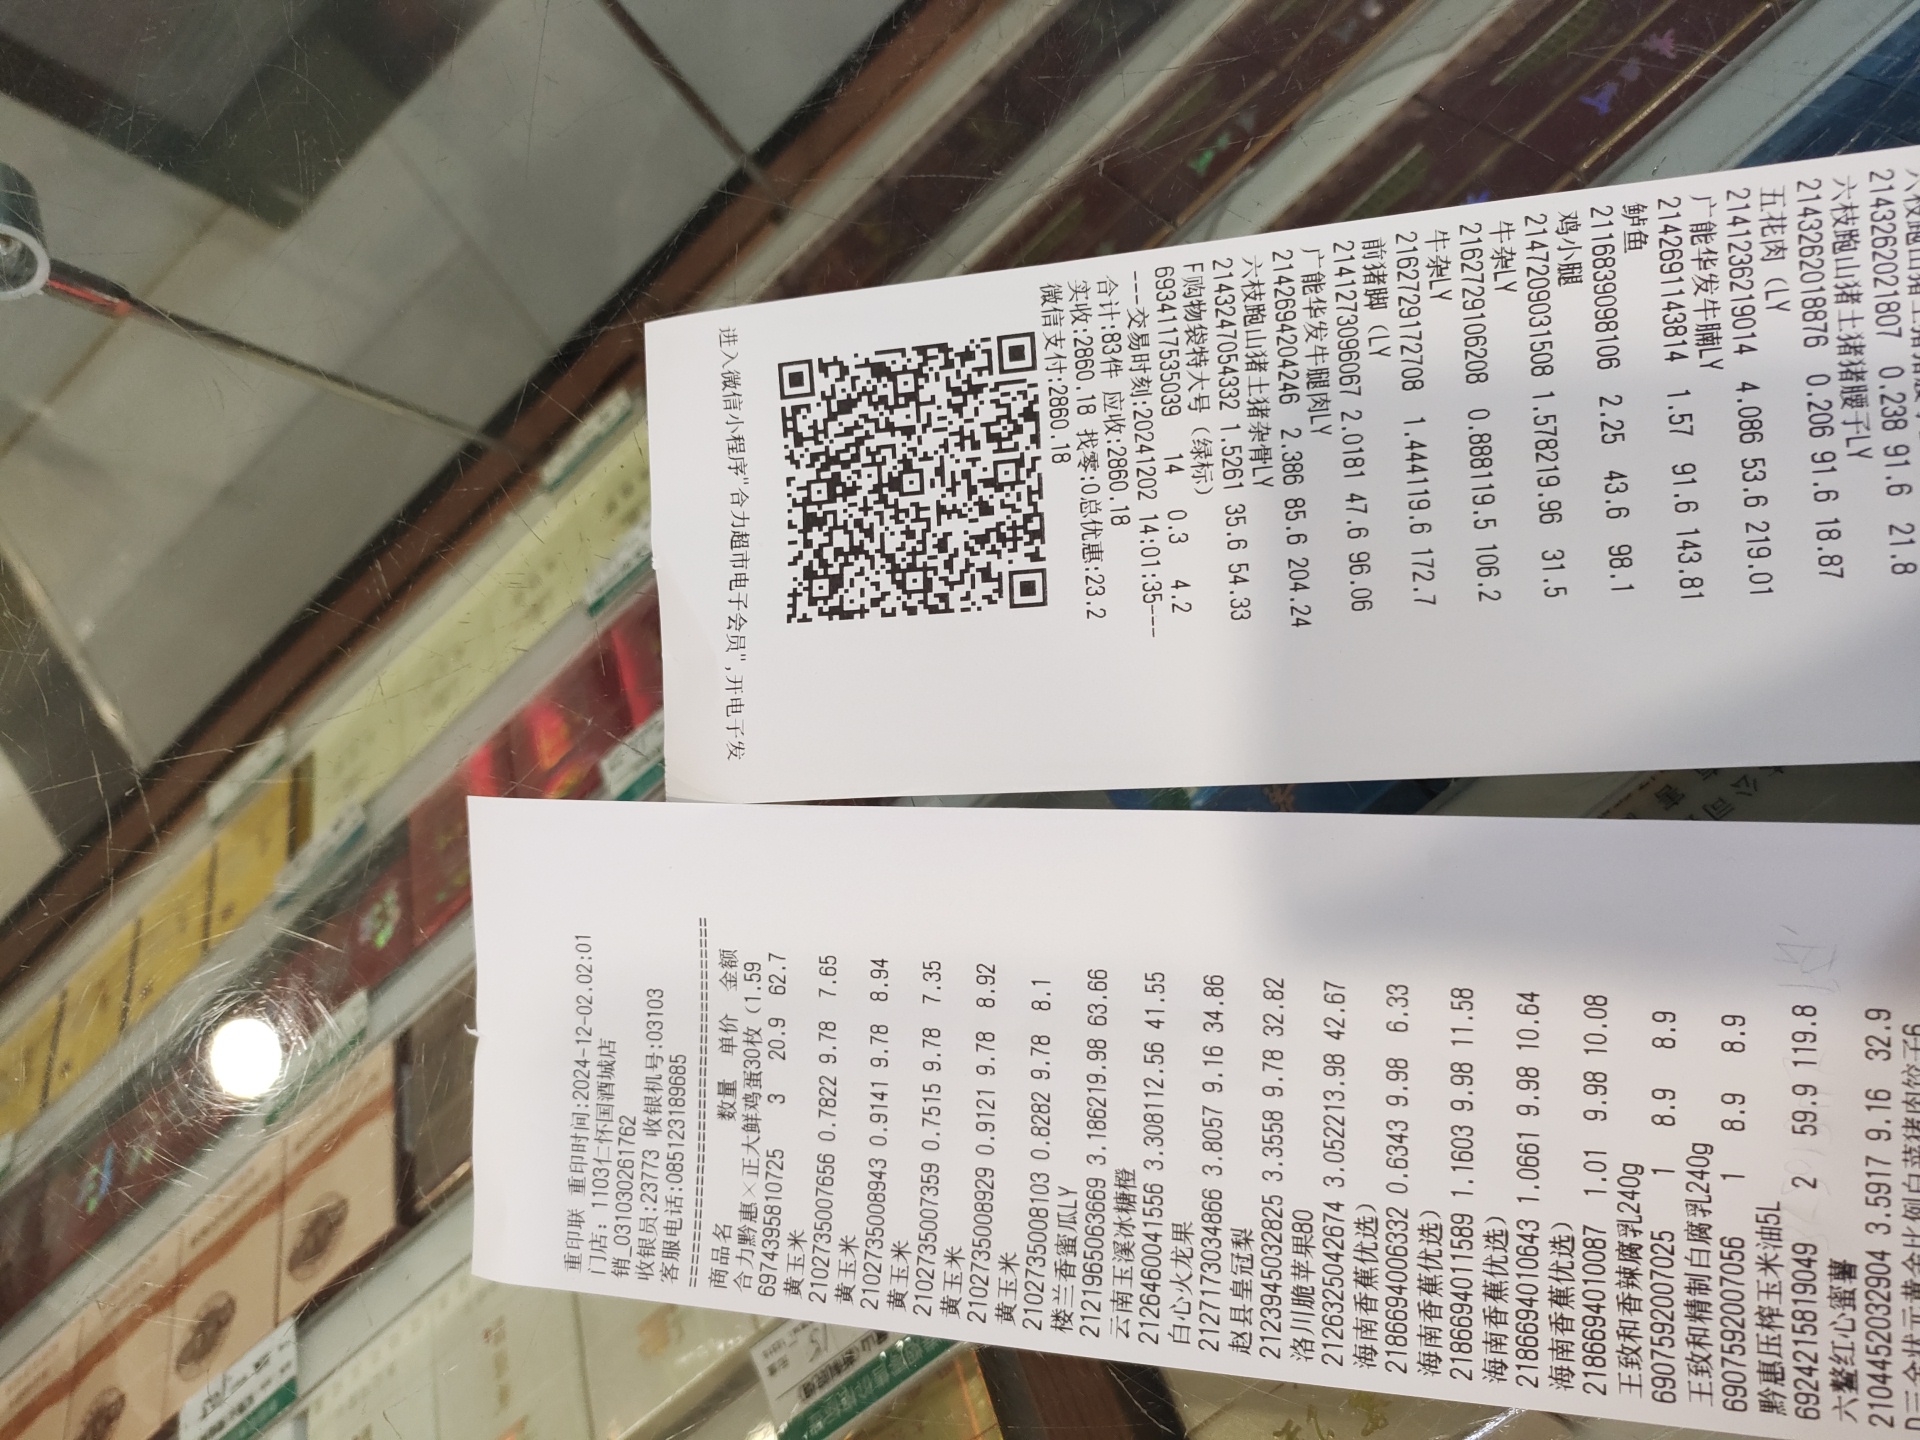 重印联 重印时间:2024-12-02.02:01
门店: 1103仁怀国酒城店
销_0310302261762
收银员:23773 收银机号:03103
客服电话:085123189685
================================
商品名 数量 单价 金额
合力黔惠×正大鲜鸡蛋30枚(1.59
6974395810725 3 20.9 62.7
黄玉米
2102735007656 0.7822 9.78 7.65
黄玉米
2102735008943 0.9141 9.78 8.94
黄玉米
2102735007359 0.7515 9.78 7.35
黄玉米
2102735008929 0.9121 9.78 8.92
黄玉米
2102735008103 0.8282 9.78 8.1
楼兰香蜜瓜LY
2121965063669 3.186219.98 63.66
云南玉溪冰糖橙
2126460041556 3.308112.56 41.55
白心火龙果
2127177303486 3.8057 9.16 34.86
赵县皇冠梨
2123945032825 3.3558 9.78 32.82
洛川脆苹果80
2126325042674 3.052213.98 42.67
海南香蕉优选)
2186694006332 0.6343 9.98 6.33
海南香蕉优选)
2186694011589 1.1603 9.98 11.58
海南香蕉优选)
2186694010643 1.0661 9.98 10.64
海南香蕉优选)
2186694010087 1.01 9.98 10.08
王致和香辣腐乳240g
6907592007025 1 8.9 8.9
王致和精制白腐乳240g
6907592007056 1 8.9 8.9
黔惠压榨玉米油5L
6924215819049 2 59.9 119.8
六鳌红心蜜薯
2104452032904 3.5917 9.16 32.9
2143262021807 0.238 91.6 21.8
六枝跑山猪土猪猪腰子LY
2143262018876 0.206 91.6 18.87
五花肉 (LY
2141236219014 4.086 53.6 219.01
广能华发牛腩LY
2142691143814 1.57 91.6 143.81
鲈鱼
2116839098106 2.25 43.6 98.1
鸡小腿
2147209031508 1.578219.96 31.5
牛杂LY
2162729106208 0.888119.5 106.2
牛杂LY
2162729172708 1.444119.6 172.7
前猪脚 (LY
2141273096067 2.0181 47.6 96.06
广能华发牛腿肉LY
2142694204246 2.386 85.6 204.24
六枝跑山猪土猪杂骨LY
2143247054332 1.5261 35.6 54.33
F购物袋特大号 (绿标)
6934117535039 14 0.3 4.2
---交易时刻:20241202 14:01:35---
合计:83件 应收:2860.18
实收:2860.18 找零:0总优惠:23.2
微信支付:2860.18
进入微信小程序"合力超市电子会员",开电子发